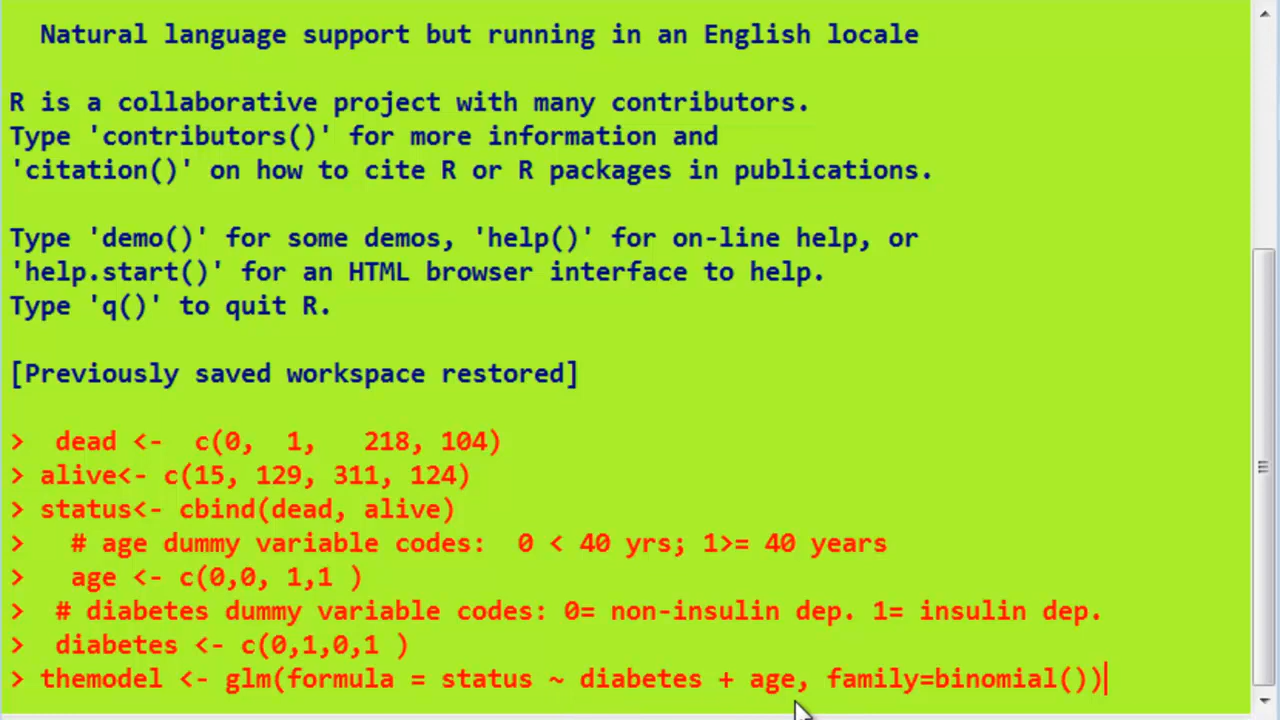 Natural language support but running in an English locale
R is a collaborative project with many contributors.
Type 'contributors()' for more information and
'citation()' on how to cite R or R packages in publications.
Type 'demo()' for some demos, 'help()' for on-line help, or
'help.start()' for an HTML browser interface to help.
Type 'q()' to quit R.
[Previously saved workspace restored]
>  dead <-  c(0,  1,   218, 104)
> alive<- c(15, 129, 311, 124)
> status<- cbind(dead, alive)
>   # age dummy variable codes:  0 < 40 yrs; 1>= 40 years
>   age <- c(0,0, 1,1 )
>  # diabetes dummy variable codes: 0= non-insulin dep. 1= insulin dep.
>  diabetes <- c(0,1,0,1 )
> themodel <- glm(formula = status ~ diabetes + age, family=binomial())